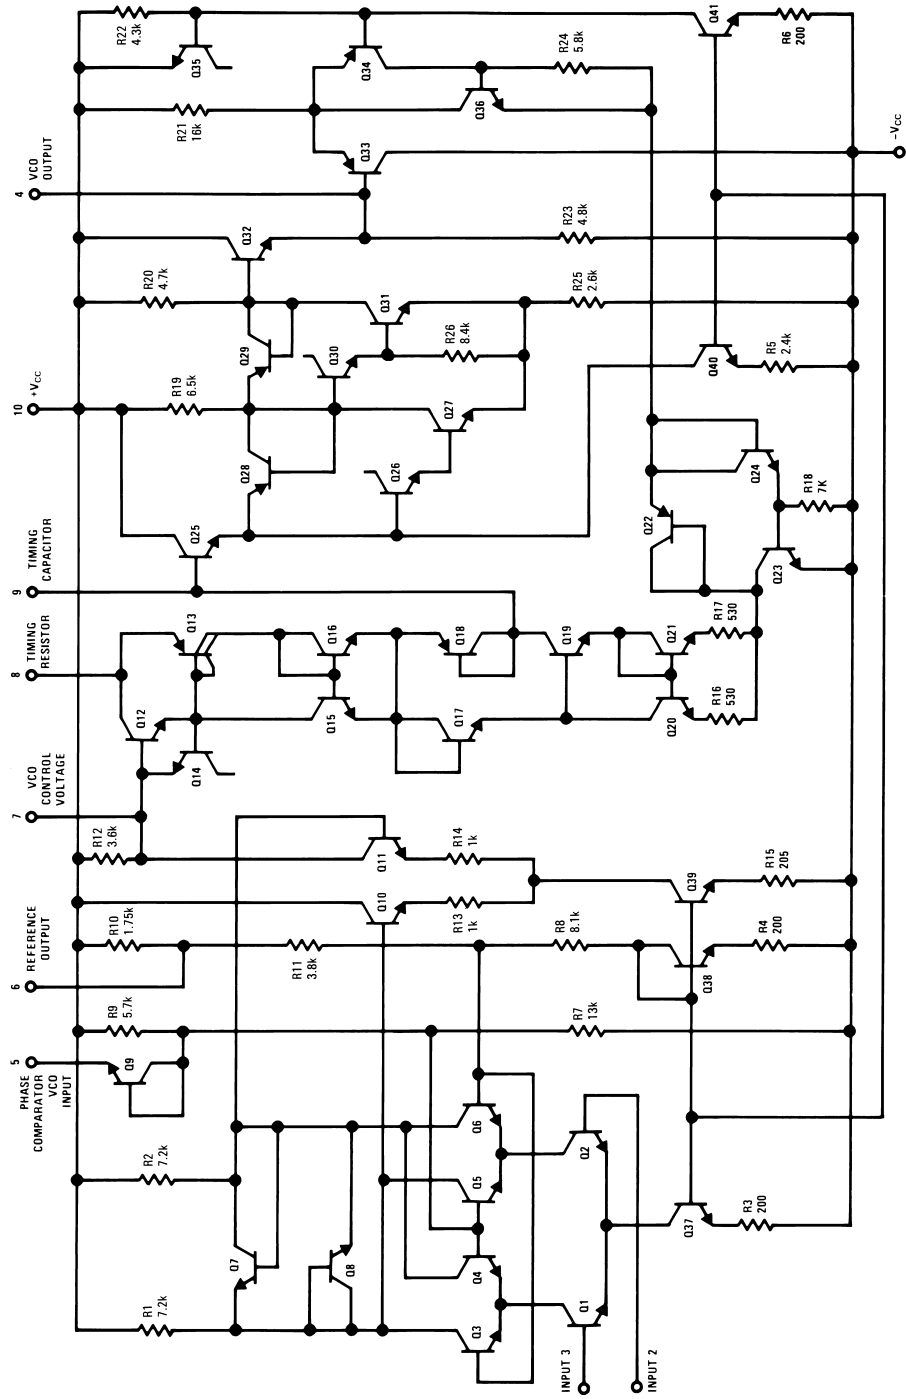 5
PHASE
COMPARATOR
VCO
INPUT
6
REFERENCE
OUTPUT
7
VCO
CONTROL
VOLTAGE
8
TIMING
RESISTOR
9
TIMING
CAPACITOR
10
+VCC
4
VCO
OUTPUT
R1
7.2k
R2
7.2k
Q9
R9
5.7k
R10
1.75k
R12
3.6k
Q12
Q14
Q13
Q25
R19
6.5k
R20
4.7k
R21
16k
R22
4.3k
Q35
Q7
Q8
R11
3.8k
Q10
Q11
Q15
Q16
Q28
Q29
Q32
Q26
Q30
Q31
Q33
Q34
Q3
Q4
Q5
Q6
R13
1k
R14
1k
Q17
Q18
Q27
R26
8.4k
Q36
Q1
Q2
R7
13k
R8
8.1k
Q19
Q20
Q21
R25
2.6k
R23
4.8k
R24
5.8k
INPUT 3
INPUT 2
Q37
Q38
Q39
R16
530
R17
530
Q22
Q24
Q23
Q40
Q41
R3
200
R4
200
R15
205
R18
7K
R5
2.4k
R6
200
-VCC